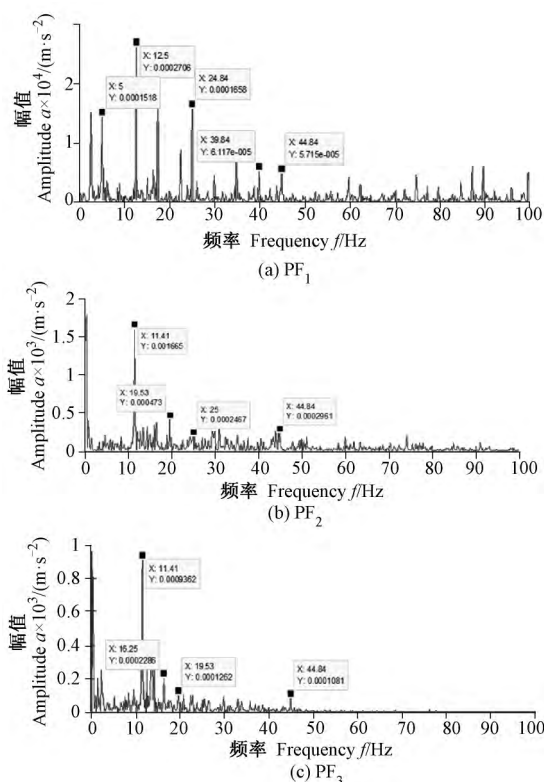 幅值
Amplitude a×10⁴/(m·s⁻²)
2
1
0
X: 5
Y: 0.0001518
X: 12.5
Y: 0.0002706
X: 24.84
Y: 0.0001658
X: 39.84
Y: 6.117e-005
X: 44.84
Y: 5.715e-005
0 10 20 30 40 50 60 70 80 90 100
频率 Frequency f/Hz
(a) PF₁
幅值
Amplitude a×10³/(m·s⁻²)
2
1.5
1
0.5
0
X: 11.41
Y: 0.001665
X: 19.53
Y: 0.000473
X: 25
Y: 0.0002467
X: 44.84
Y: 0.0002961
0 10 20 30 40 50 60 70 80 90 100
频率 Frequency f/Hz
(b) PF₂
幅值
Amplitude a×10³/(m·s⁻²)
1
0.8
0.6
0.4
0.2
0
X: 11.41
Y: 0.0009362
X: 16.25
Y: 0.0002286
X: 19.53
Y: 0.0001262
X: 44.84
Y: 0.0001081
0 10 20 30 40 50 60 70 80 90 100
频率 Frequency f/Hz
(c) PF₃